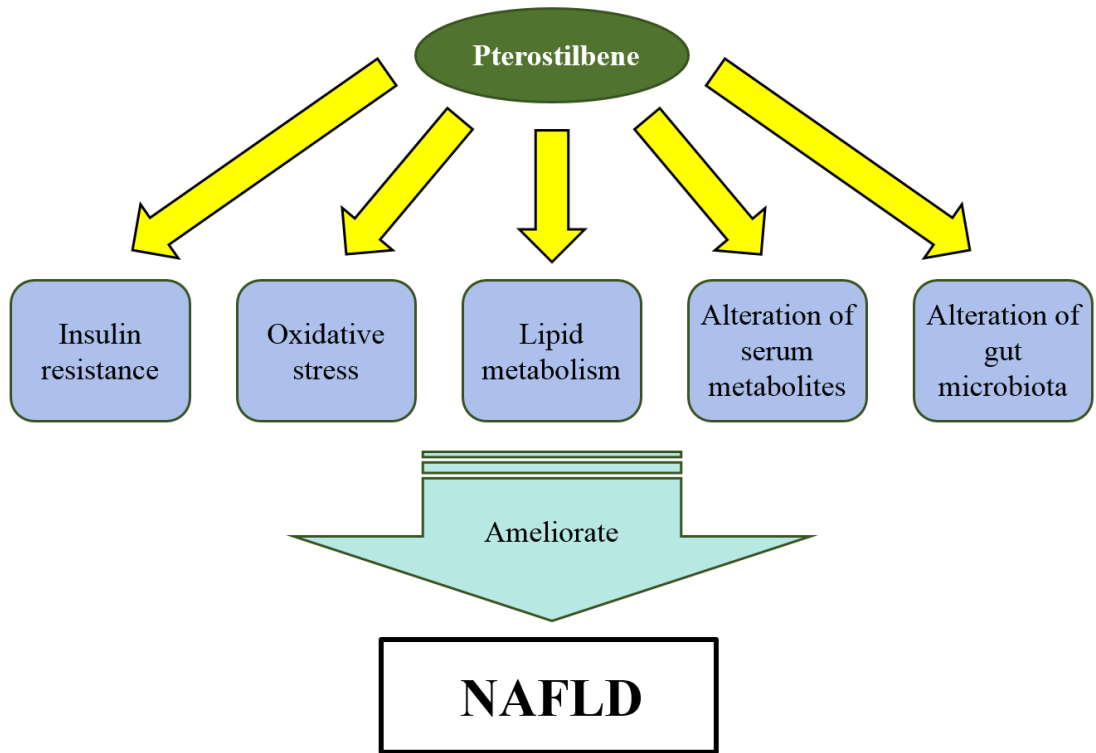 Pterostilbene
Insulin
resistance
Oxidative
stress
Lipid
metabolism
Alteration of
serum
metabolites
Alteration of
gut
microbiota
Ameliorate
NAFLD